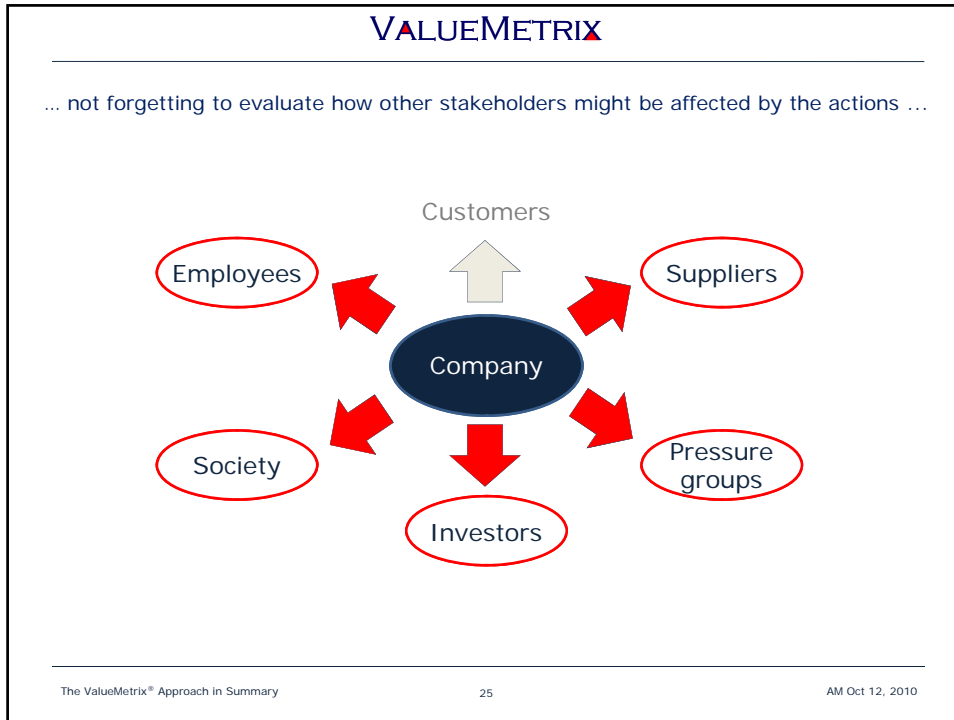 VALUEMETRIX
... not forgetting to evaluate how other stakeholders might be affected by the actions …
Customers
Employees
Suppliers
Company
Society
Pressure
groups
Investors
The ValueMetrix® Approach in Summary
25
AM Oct 12, 2010